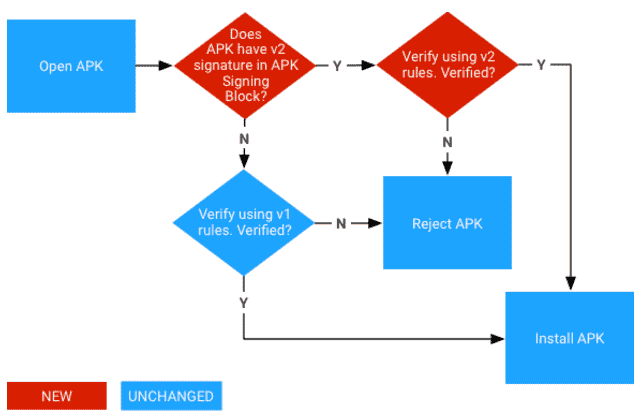 Open APK
Does
APK have v2
signature in APK
Signing
Block?
Y
Verify using v2
rules. Verified?
Y
N
N
Verify using v1
rules. Verified?
N
Reject APK
Y
Install APK
NEW
UNCHANGED